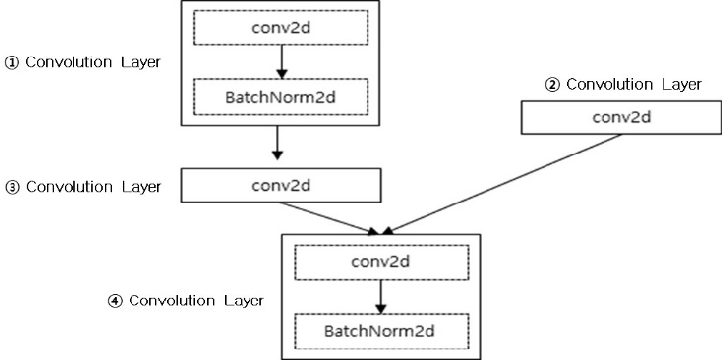 conv2d
① Convolution Layer
BatchNorm2d
② Convolution Layer
conv2d
③ Convolution Layer
conv2d
conv2d
④ Convolution Layer
BatchNorm2d